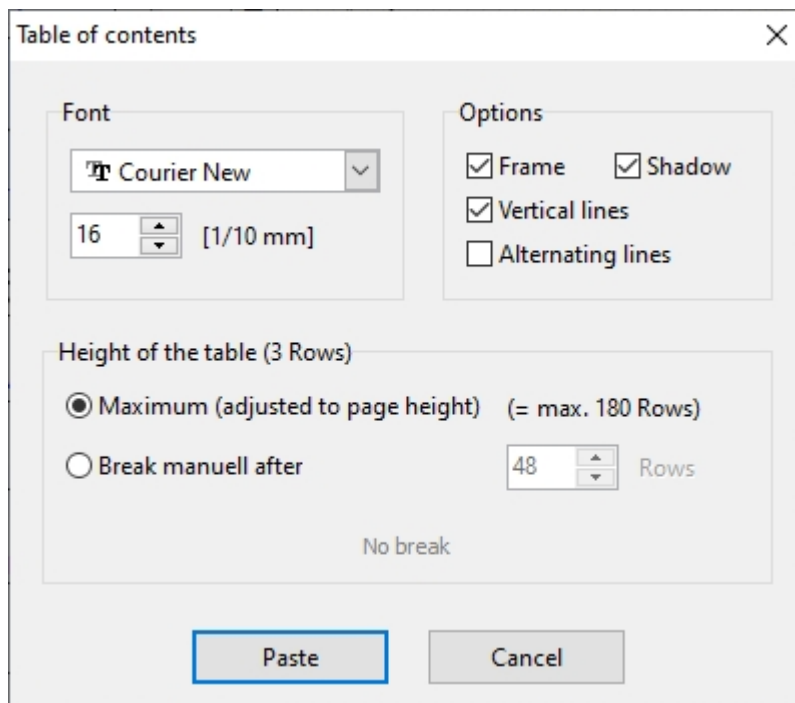 Table of contents
Font
Courier New
16 [1/10 mm]
Options
Frame Shadow
Vertical lines
Alternating lines
Height of the table (3 Rows)
Maximum (adjusted to page height) (= max. 180 Rows)
Break manuell after 48 Rows
No break
Paste Cancel